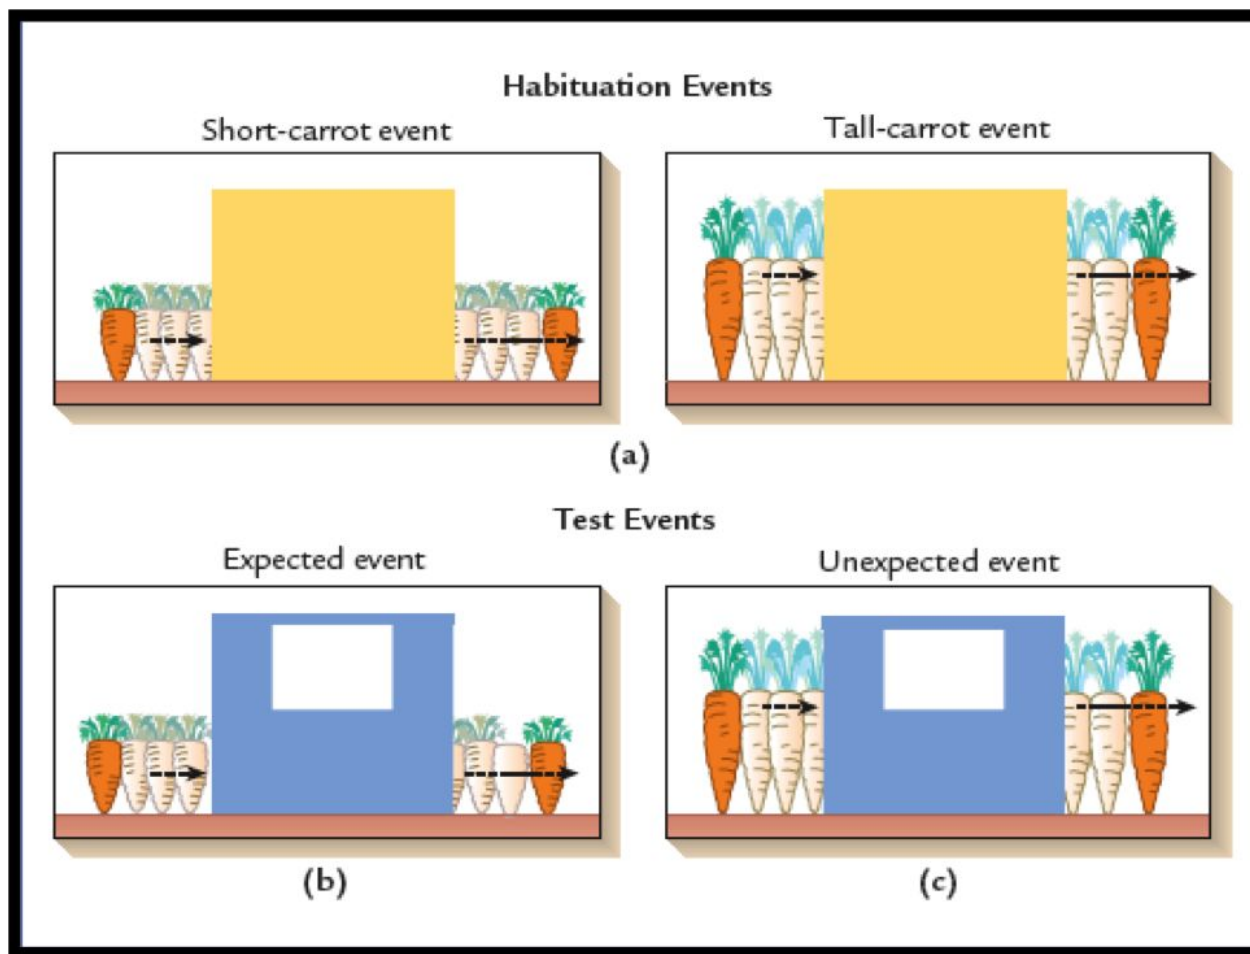 Habituation Events
Short-carrot event
Tall-carrot event
(a)
Test Events
Expected event
Unexpected event
(b)
(c)